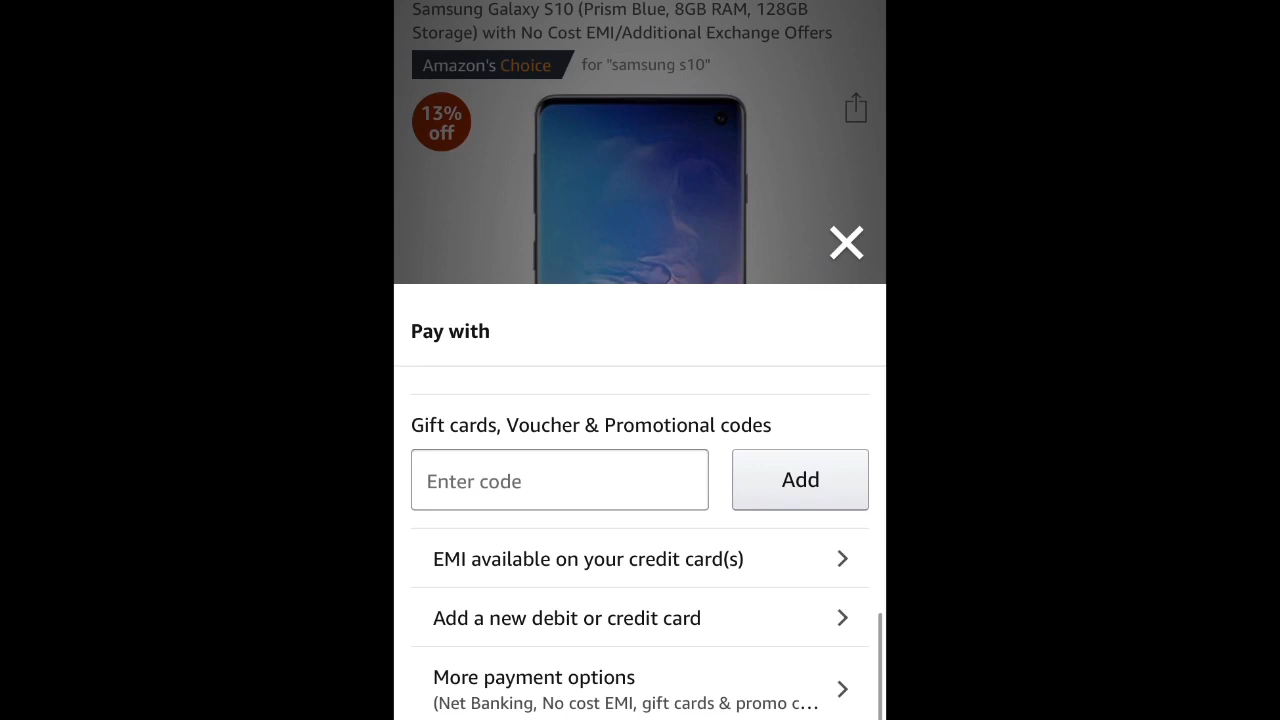 Samsung Galaxy S10 (Prism Blue, 8GB RAM, 128GB
Storage) with No Cost EMI/Additional Exchange Offers
Amazon's Choice for "samsung s10"
13%
off
Pay with
Gift cards, Voucher & Promotional codes
Enter code
Add
EMI available on your credit card(s)
Add a new debit or credit card
More payment options
(Net Banking, No cost EMI, gift cards & promo c...